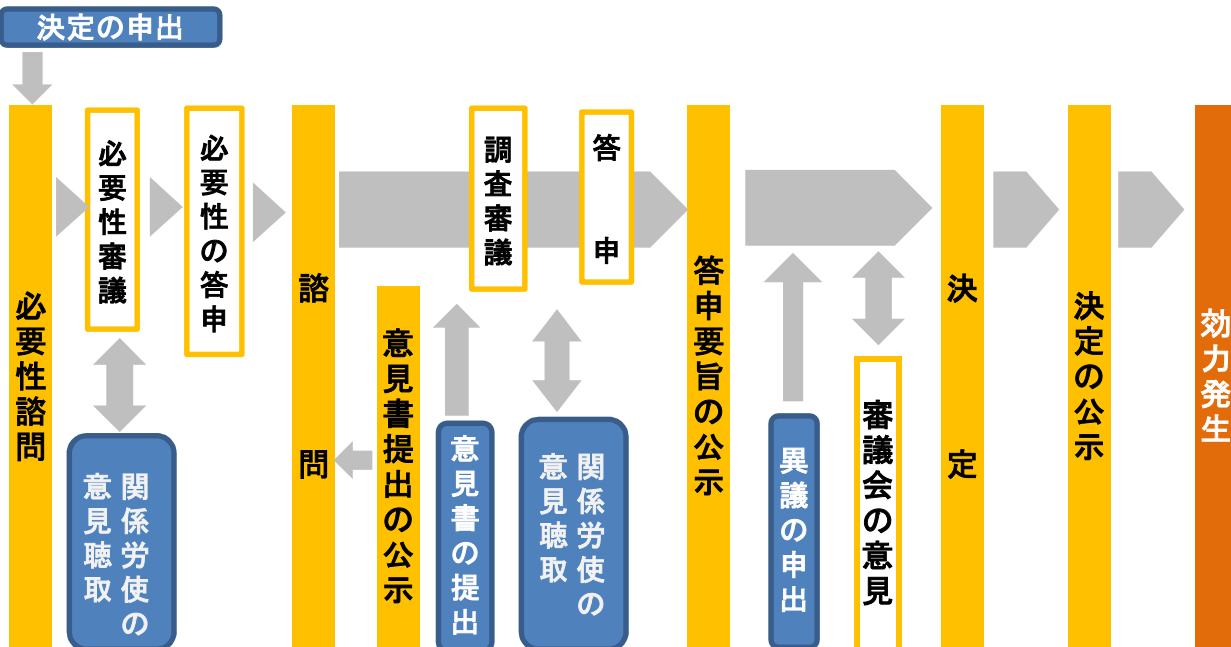 決定の申出
必要性諮問
必要性審議
関係労使の
意見聴取
必要性の答申
諮問
意見書提出の公示
調査審議
意見書の提出
答申
関係労使の
意見聴取
答申要旨の公示
異議の申出
審議会の意見
決定
決定の公示
効力発生